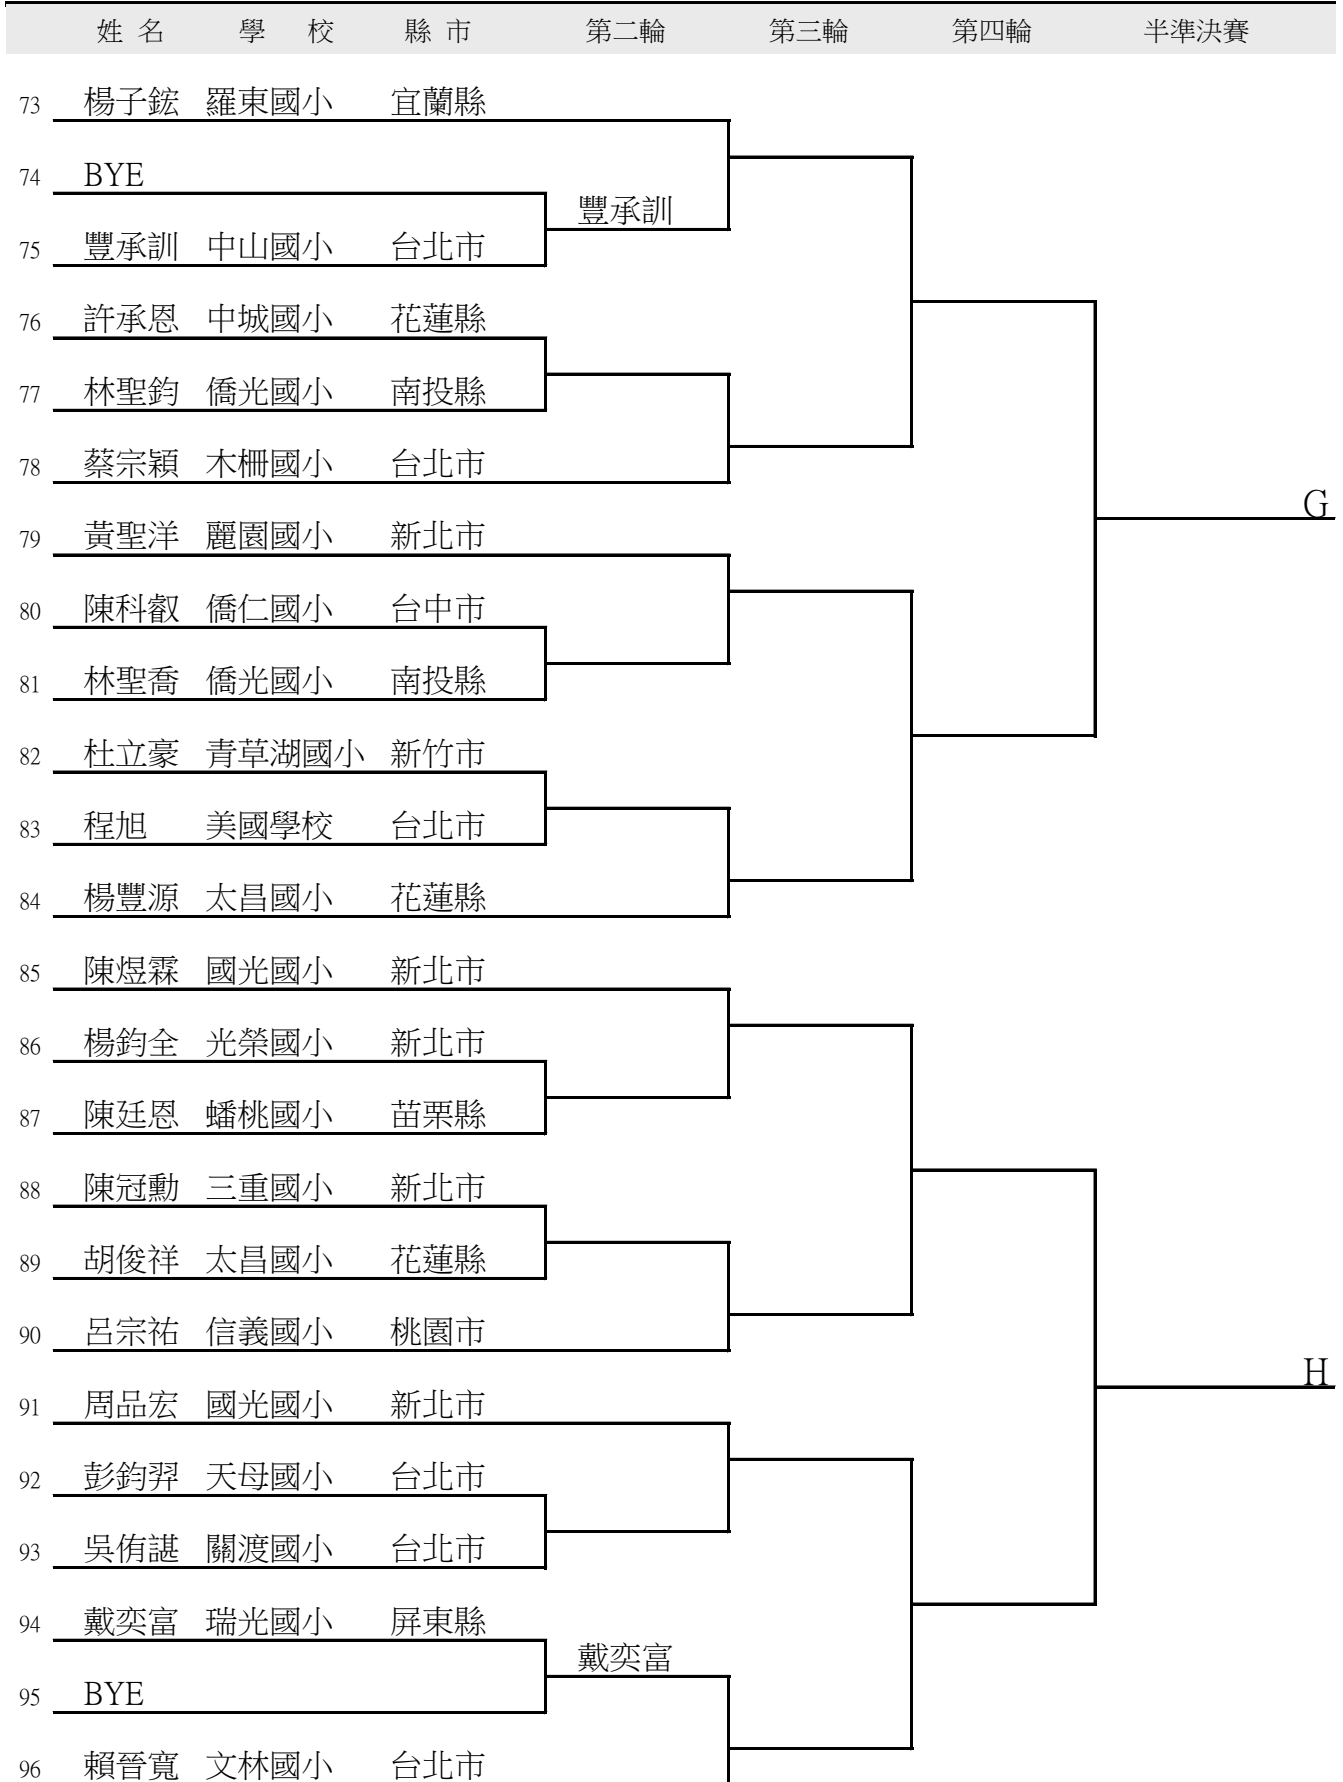 姓 名 學 校 縣 市 第二輪 第三輪 第四輪 半準決賽
73 楊子鋐 羅東國小 宜蘭縣
74 BYE
豐承訓
75 豐承訓 中山國小 台北市
76 許承恩 中城國小 花蓮縣
77 林聖鈞 僑光國小 南投縣
78 蔡宗穎 木柵國小 台北市
G
79 黃聖洋 麗園國小 新北市
80 陳科叡 僑仁國小 台中市
81 林聖喬 僑光國小 南投縣
82 杜立豪 青草湖國小 新竹市
83 程旭 美國學校 台北市
84 楊豐源 太昌國小 花蓮縣
85 陳煜霖 國光國小 新北市
86 楊鈞全 光榮國小 新北市
87 陳廷恩 蟠桃國小 苗栗縣
88 陳冠勳 三重國小 新北市
89 胡俊祥 太昌國小 花蓮縣
90 呂宗祐 信義國小 桃園市
H
91 周品宏 國光國小 新北市
92 彭鈞羿 天母國小 台北市
93 吳侑諶 關渡國小 台北市
94 戴奕富 瑞光國小 屏東縣
戴奕富
95 BYE
96 賴晉寬 文林國小 台北市